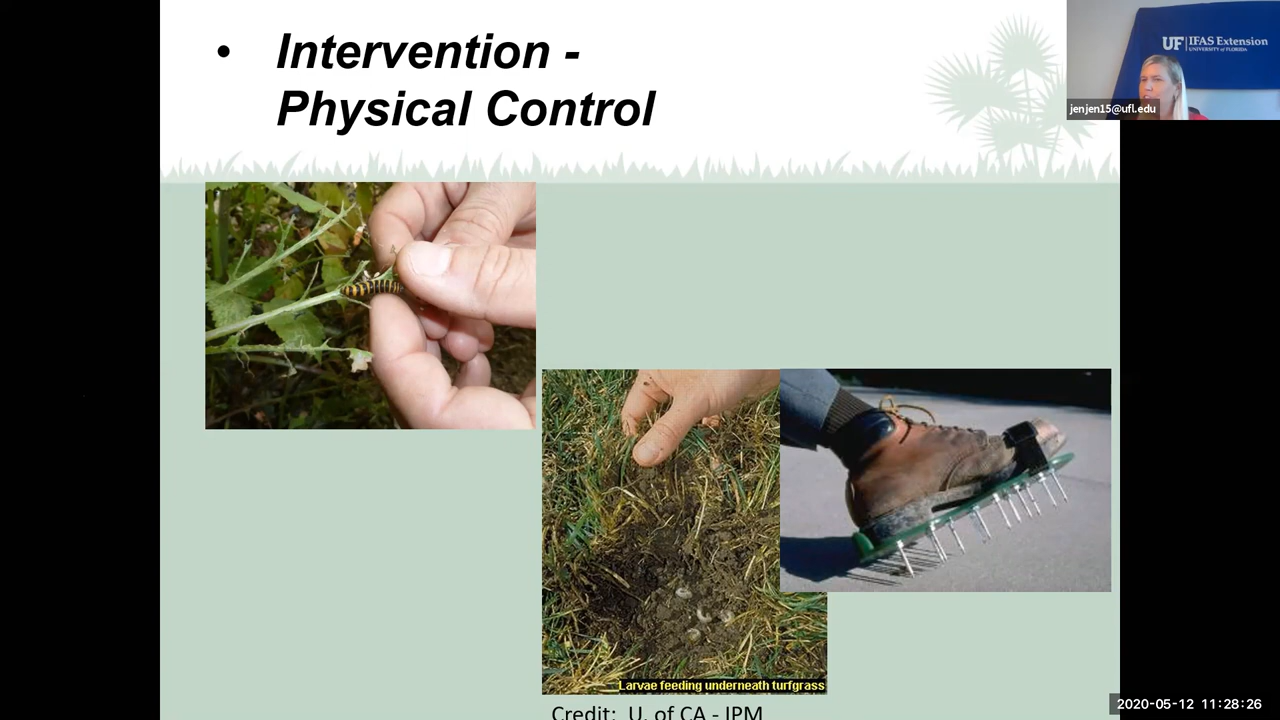 • Intervention -
Physical Control
UF IFAS Extension
UNIVERSITY of FLORIDA
jenjen15@ufl.edu
Larvae feeding underneath turfgrass
Credit: U. of CA - IPM
2020-05-12 11:28:26